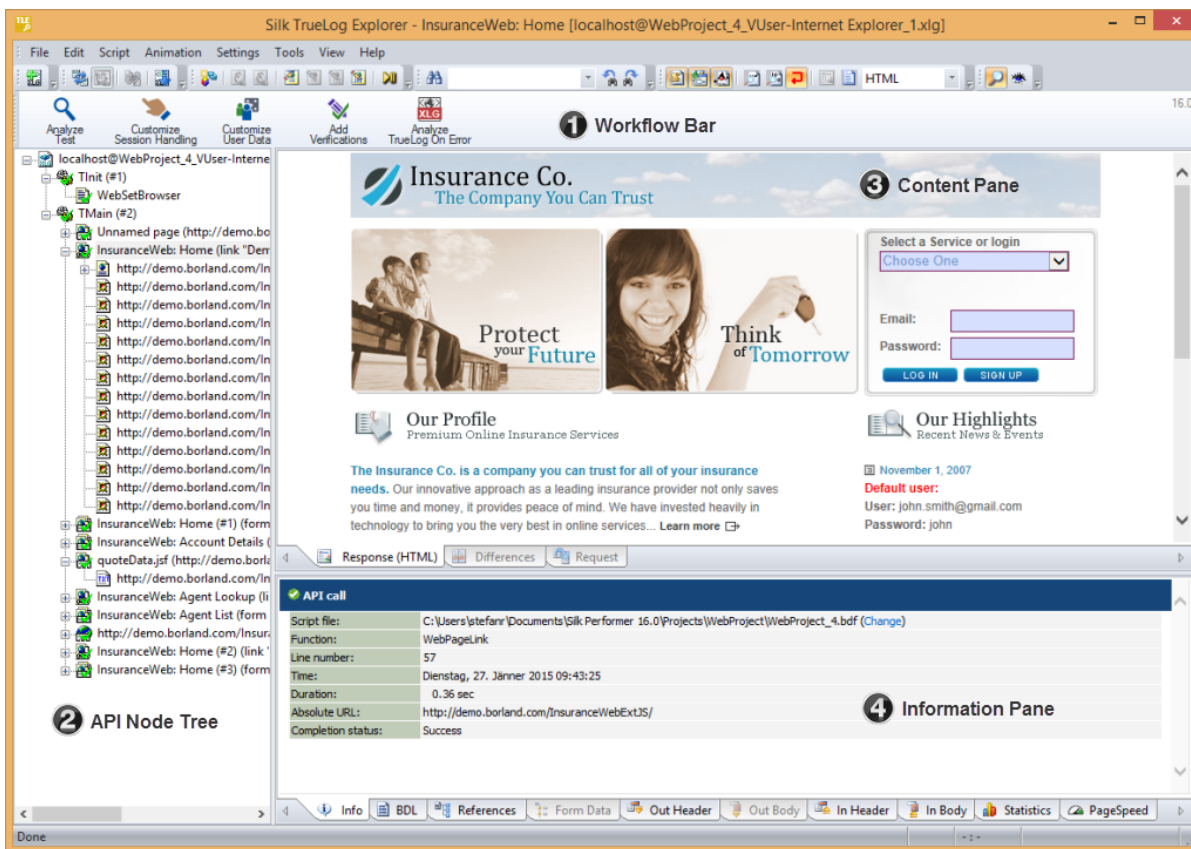 Silk TrueLog Explorer - InsuranceWeb: Home [localhost@WebProject_4_VUser-Internet Explorer_1.xlg]
File Edit Script Animation Settings Tools View Help
HTML
Analyze Test
Customize Session Handling
Customize User Data
Add Verifications
Analyze TrueLog On Error
1 Workflow Bar
16.0
localhost@WebProject_4_VUser-Interne
TInit (#1)
WebSetBrowser
TMain (#2)
Unnamed page (http://demo.bo
InsuranceWeb: Home (link "Dem
http://demo.borland.com/In
http://demo.borland.com/In
http://demo.borland.com/In
http://demo.borland.com/In
http://demo.borland.com/In
http://demo.borland.com/In
http://demo.borland.com/In
http://demo.borland.com/In
http://demo.borland.com/In
http://demo.borland.com/In
http://demo.borland.com/In
http://demo.borland.com/In
http://demo.borland.com/In
http://demo.borland.com/In
InsuranceWeb: Home (#1) (form
InsuranceWeb: Account Details (
quoteData.jsf (http://demo.borla
http://demo.borland.com/In
InsuranceWeb: Agent Lookup (li
InsuranceWeb: Agent List (form
http://demo.borland.com/Insura
InsuranceWeb: Home (#2) (link '
InsuranceWeb: Home (#3) (form
2 API Node Tree
Insurance Co.
The Company You Can Trust
3 Content Pane
Protect
your Future
Think
of Tomorrow
Select a Service or login
Choose One
Email:
Password:
LOG IN SIGN UP
Our Profile
Premium Online Insurance Services
The Insurance Co. is a company you can trust for all of your insurance
needs. Our innovative approach as a leading insurance provider not only saves
you time and money, it provides peace of mind. We have invested heavily in
technology to bring you the very best in online services... Learn more
Our Highlights
Recent News & Events
November 1, 2007
Default user:
User: john.smith@gmail.com
Password: john
Response (HTML) Differences Request
API call
Script file: C:\Users\stefanr\Documents\Silk Performer 16.0\Projects\WebProject\WebProject_4.bdf (Change)
Function: WebPageLink
Line number: 57
Time: Dienstag, 27. Jänner 2015 09:43:25
Duration: 0.36 sec
Absolute URL: http://demo.borland.com/InsuranceWebExtJS/
Completion status: Success
4 Information Pane
Info BDL References Form Data Out Header Out Body In Header In Body Statistics PageSpeed
Done
-:-